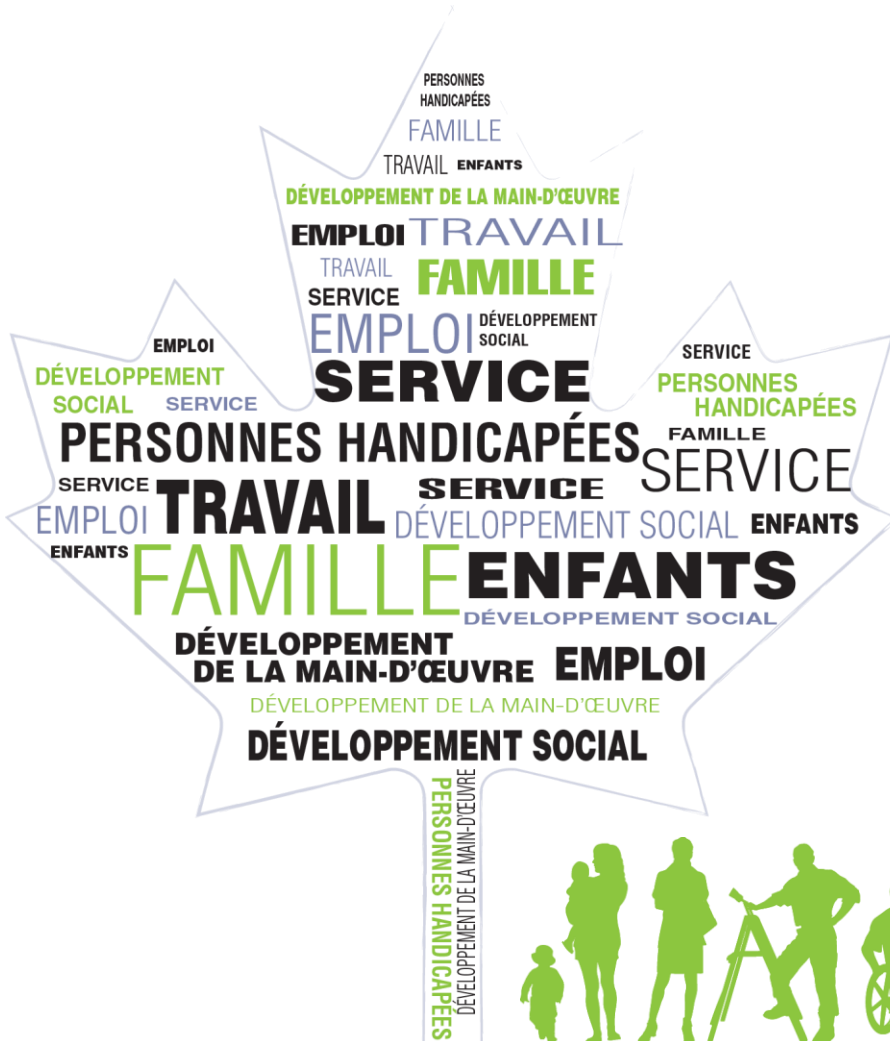 PERSONNES
HANDICAPÉES
FAMILLE
TRAVAIL ENFANTS
DÉVELOPPEMENT DE LA MAIN-D'ŒUVRE
EMPLOI TRAVAIL
TRAVAIL FAMILLE
SERVICE
EMPLOI DÉVELOPPEMENT
SOCIAL
SERVICE
EMPLOI
DÉVELOPPEMENT
SOCIAL SERVICE
SERVICE
PERSONNES
HANDICAPÉES
PERSONNES HANDICAPÉES
FAMILLE
SERVICE
SERVICE TRAVAIL SERVICE
EMPLOI DÉVELOPPEMENT SOCIAL ENFANTS
ENFANTS FAMILLE ENFANTS
DÉVELOPPEMENT SOCIAL
DÉVELOPPEMENT
DE LA MAIN-D'ŒUVRE EMPLOI
DÉVELOPPEMENT DE LA MAIN-D'ŒUVRE
DÉVELOPPEMENT SOCIAL
PERSONNES HANDICAPÉES
DÉVELOPPEMENT DE LA MAIN-D'ŒUVRE